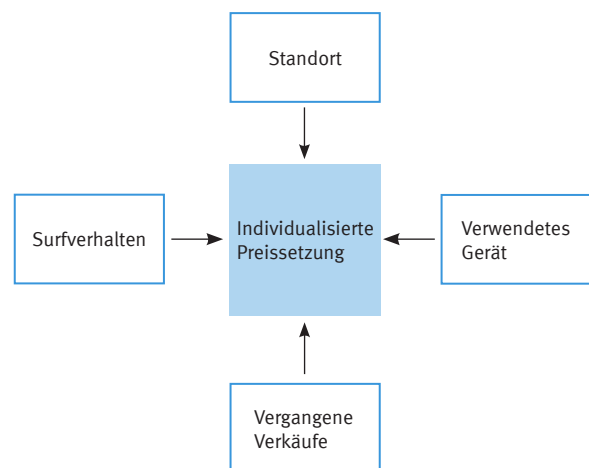 Standort
Surfverhalten
Individualisierte
Preissetzung
Verwendetes
Gerät
Vergangene
Verkäufe